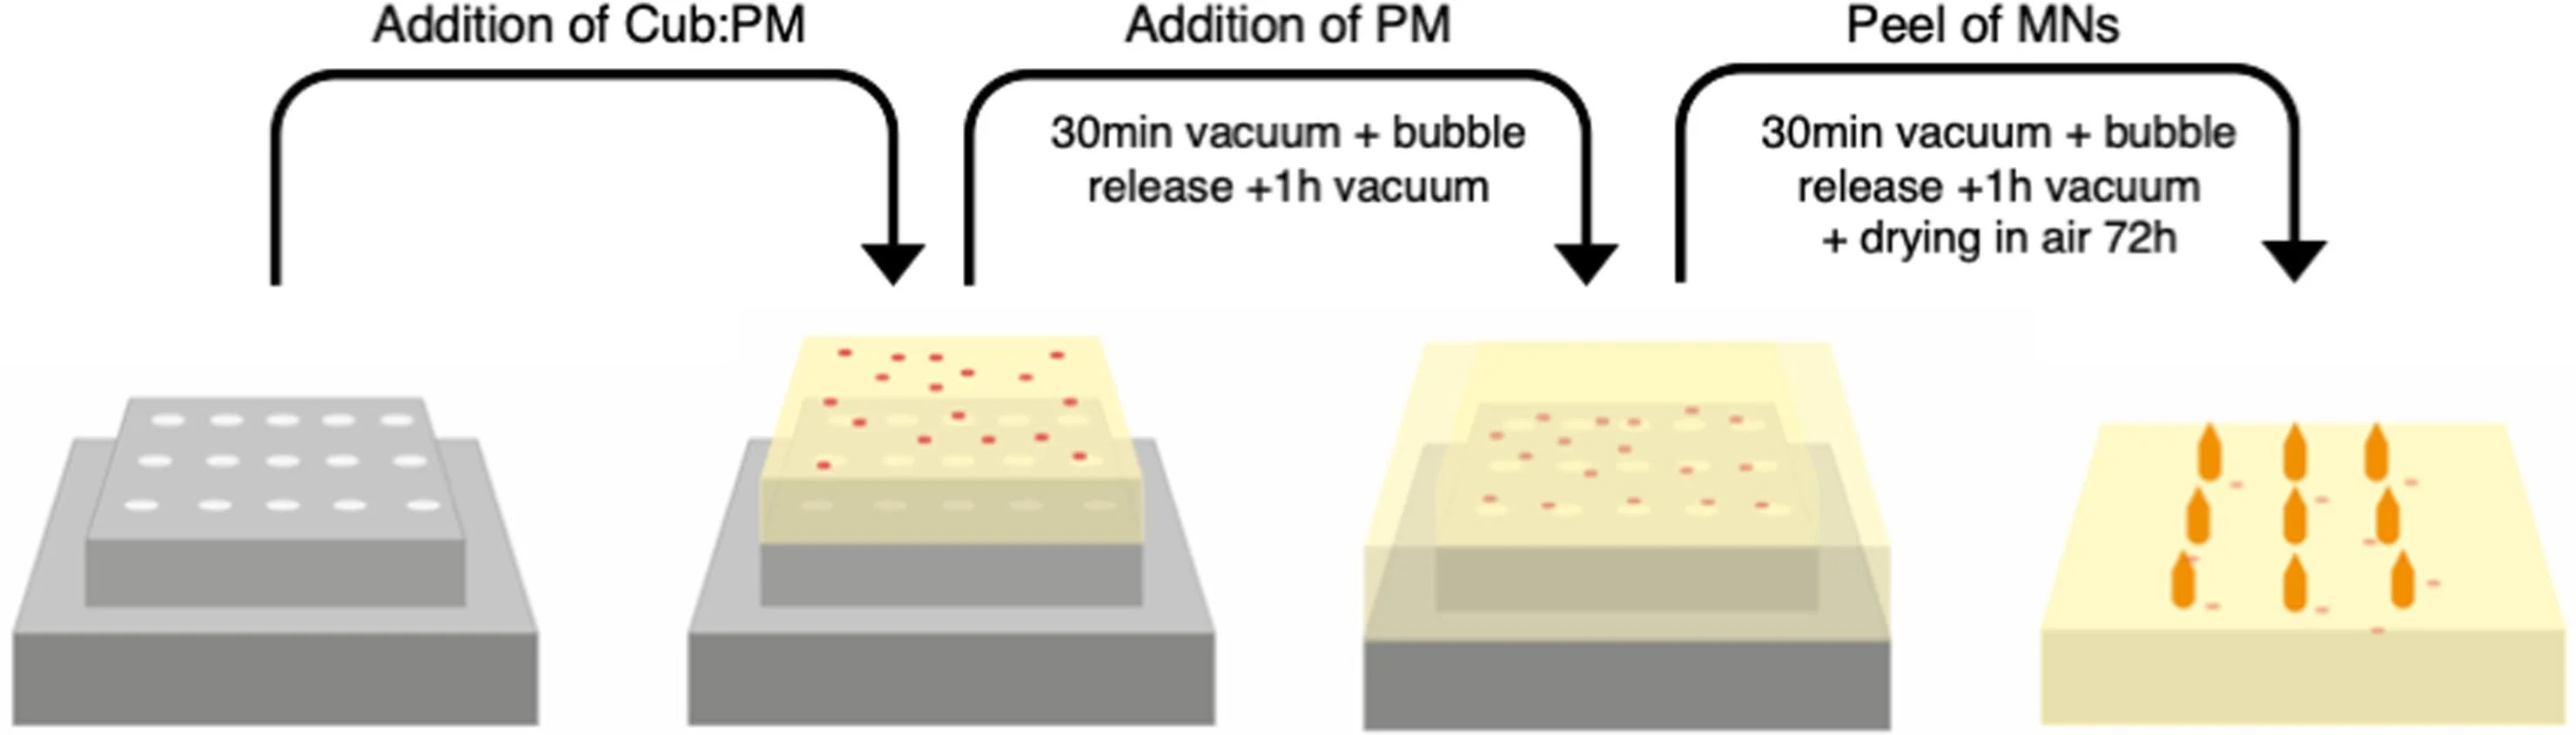 Addition of Cub:PM
Addition of PM
30min vacuum + bubble
release +1h vacuum
Peel of MNs
30min vacuum + bubble
release +1h vacuum
+ drying in air 72h